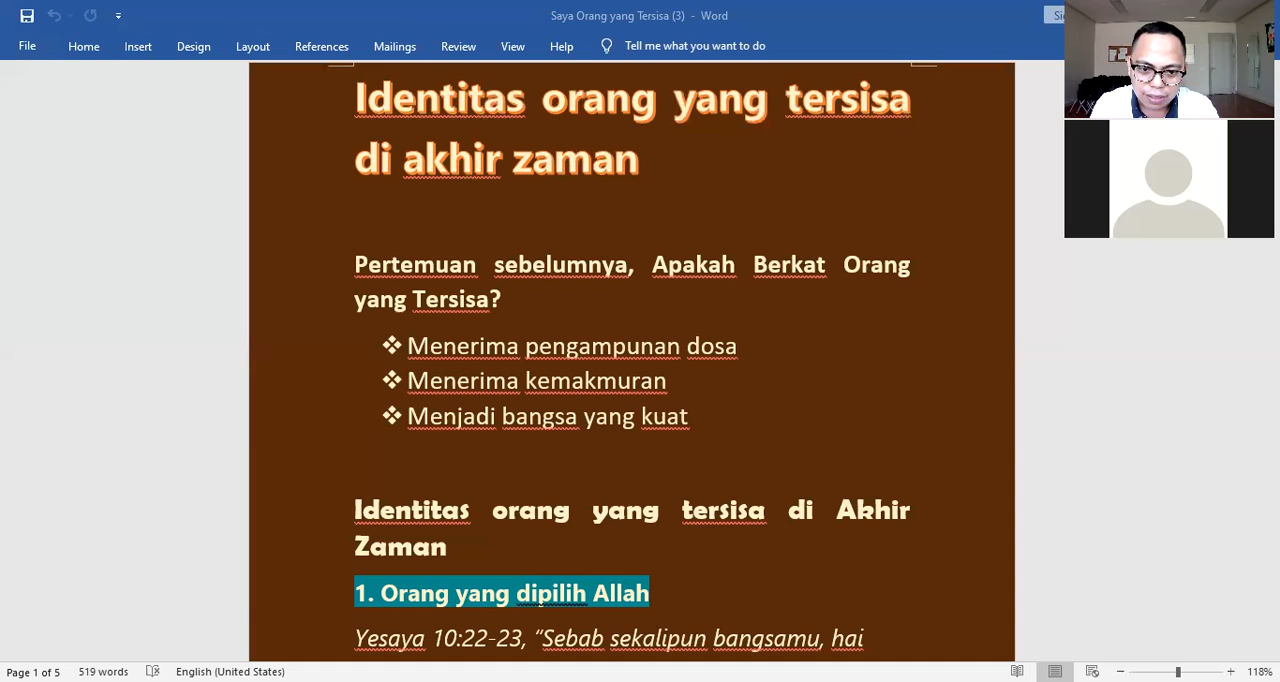 Saya Orang yang Tersisa (3) - Word
File Home Insert Design Layout References Mailings Review View Help Tell me what you want to do
Identitas orang yang tersisa
di akhir zaman
Pertemuan sebelumnya, Apakah Berkat Orang
yang Tersisa?
❖ Menerima pengampunan dosa
❖ Menerima kemakmuran
❖ Menjadi bangsa yang kuat
Identitas orang yang tersisa di Akhir
Zaman
1. Orang yang dipilih Allah
Yesaya 10:22-23, “Sebab sekalipun bangsamu, hai
Page 1 of 5 519 words English (United States) 118%